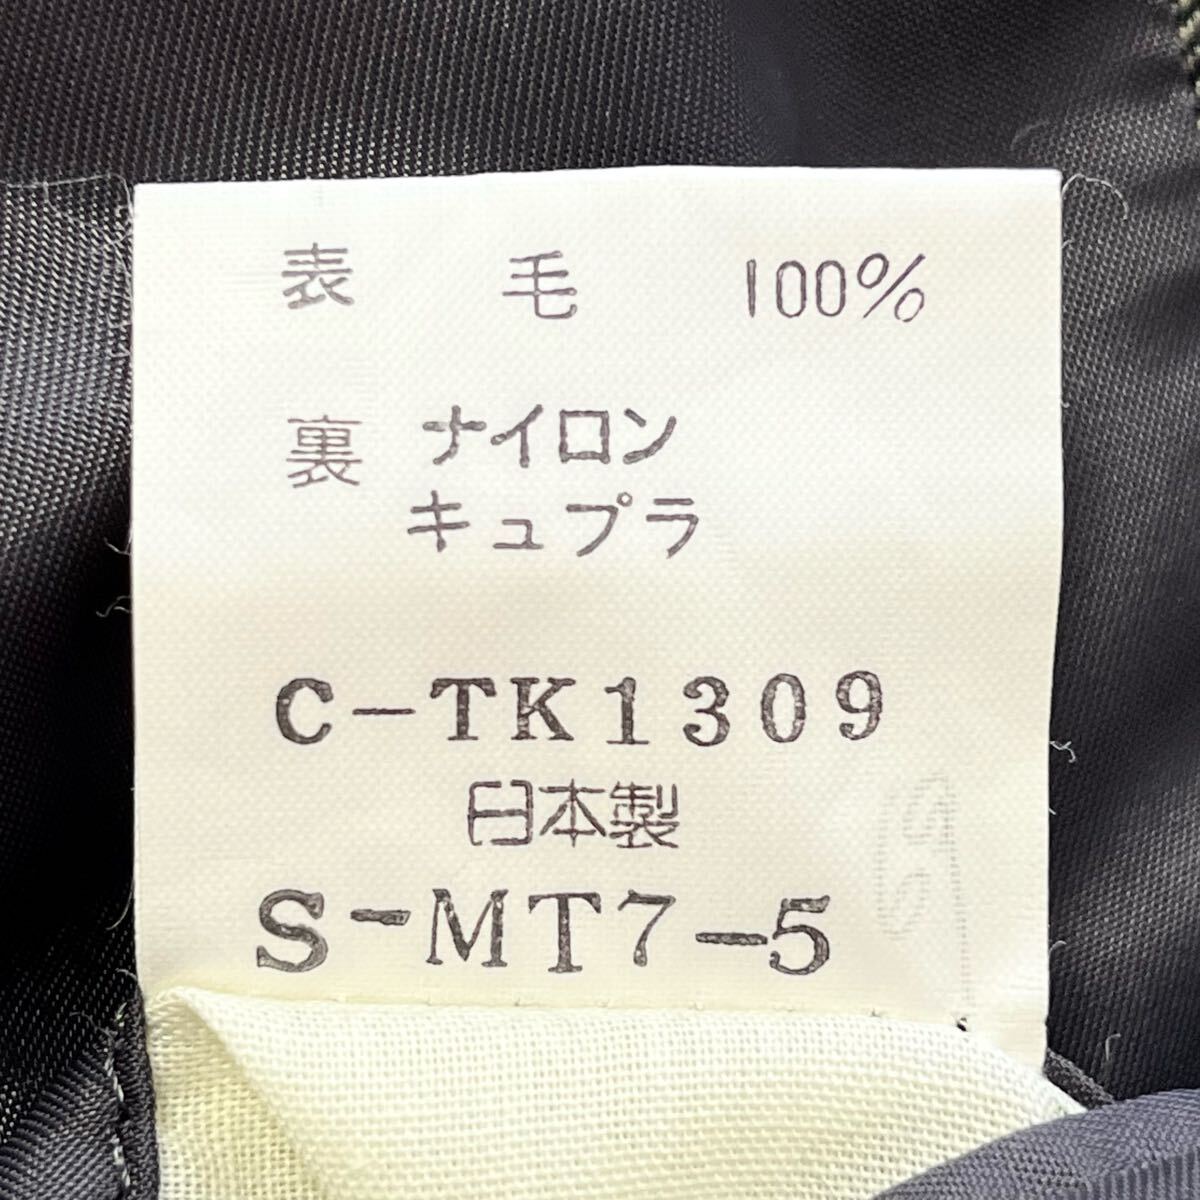 表 毛 100%
裏 ナイロン
キュプラ
C-TK1309
日本製
S-MT7-5